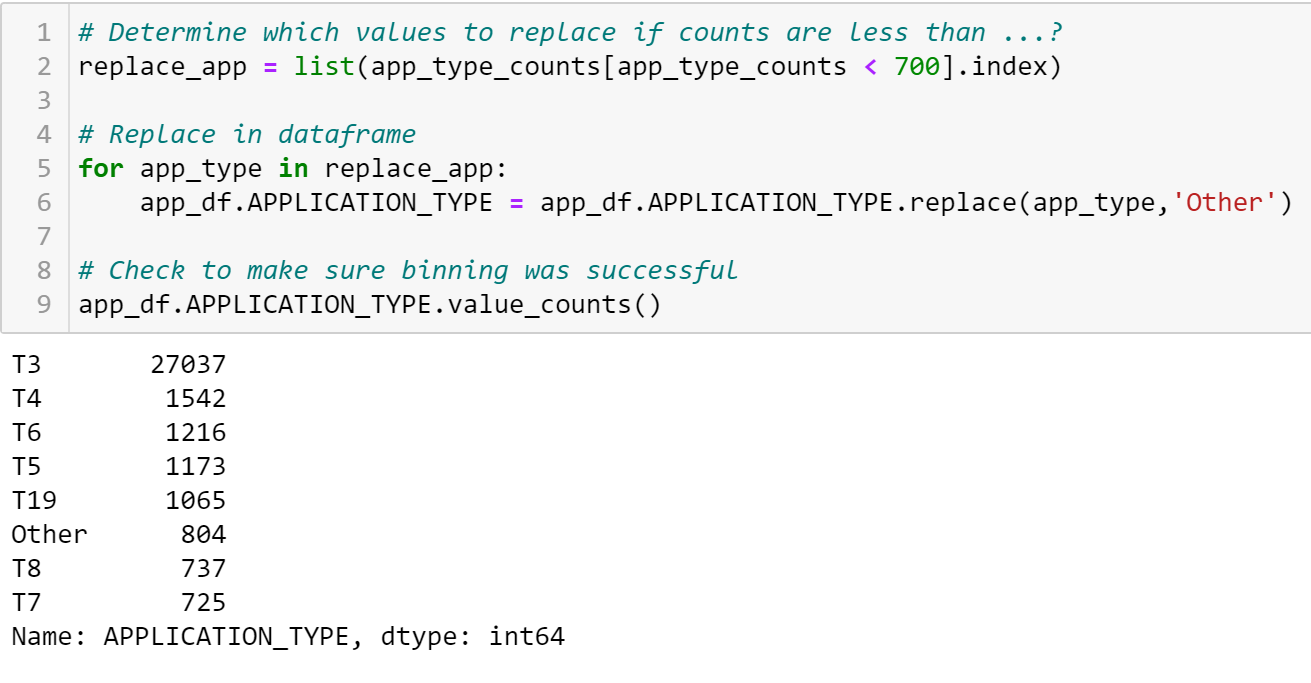 1 # Determine which values to replace if counts are less than ...?
2 replace_app = list(app_type_counts[app_type_counts < 700].index)
3
4 # Replace in dataframe
5 for app_type in replace_app:
6     app_df.APPLICATION_TYPE = app_df.APPLICATION_TYPE.replace(app_type,'Other')
7
8 # Check to make sure binning was successful
9 app_df.APPLICATION_TYPE.value_counts()
T3       27037
T4        1542
T6        1216
T5        1173
T19       1065
Other      804
T8         737
T7         725
Name: APPLICATION_TYPE, dtype: int64